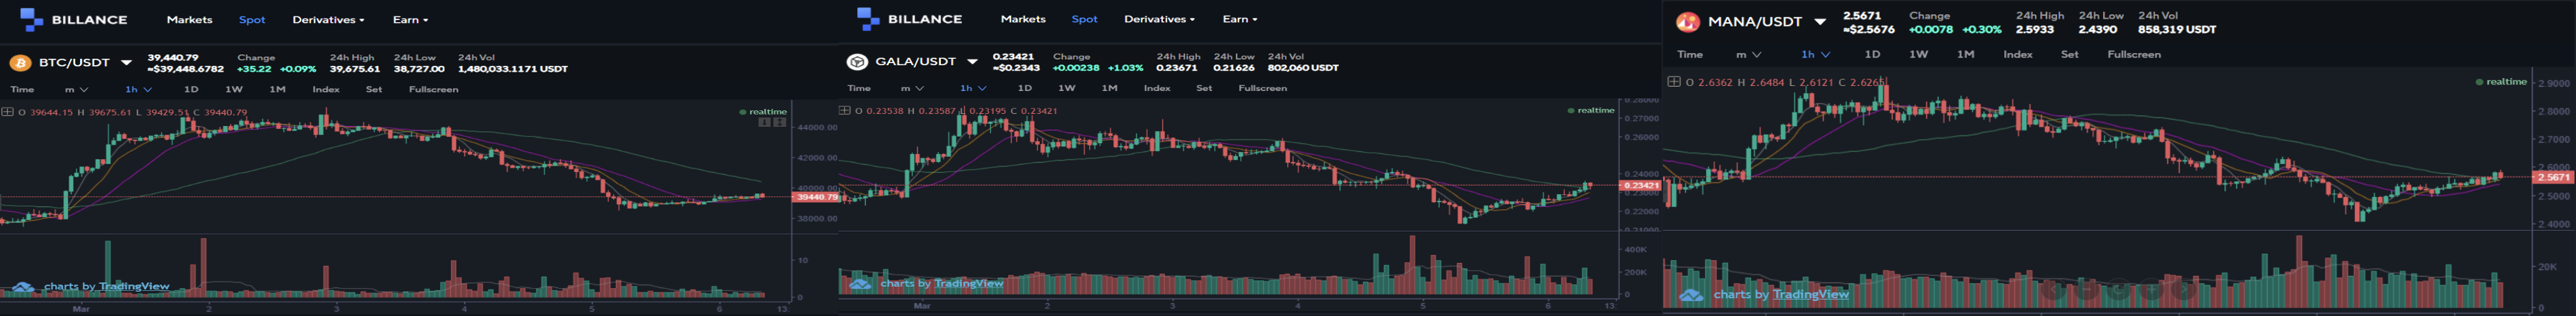 BILLANCE Markets Spot Derivatives Earn
BTC/USDT 39,440.79 ≈$39,448.6782 Change +35.22 +0.09% 24h High 39,675.61 24h Low 38,727.00 24h Vol 1,480,033.1171 USDT
Time m 1h 1D 1W 1M Index Set Fullscreen
O 39644.15 H 39675.61 L 39429.51 C 39440.79
realtime
44000.00
42000.00
40000.00
39440.79
38000.00
10
0
charts by TradingView
Mar 2 3 4 5 6 13
BILLANCE Markets Spot Derivatives Earn
GALA/USDT 0.23421 ≈$0.2343 Change +0.00238 +1.03% 24h High 0.23671 24h Low 0.21626 24h Vol 802,060 USDT
Time m 1h 1D 1W 1M Index Set Fullscreen
O 0.23538 H 0.23587 L 0.23195 C 0.23421
realtime
0.28000
0.27000
0.26000
0.24000
0.23421
0.23000
0.22000
0.21000
400K
200K
0
charts by TradingView
Mar 2 3 4 5 6 13
MANA/USDT 2.5671 ≈$2.5676 Change +0.0078 +0.30% 24h High 2.5933 24h Low 2.4390 24h Vol 858,319 USDT
Time m 1h 1D 1W 1M Index Set Fullscreen
O 2.6362 H 2.6484 L 2.6121 C 2.6265
realtime
2.9000
2.8000
2.7000
2.6000
2.5671
2.5000
2.4000
20K
0
charts by TradingView